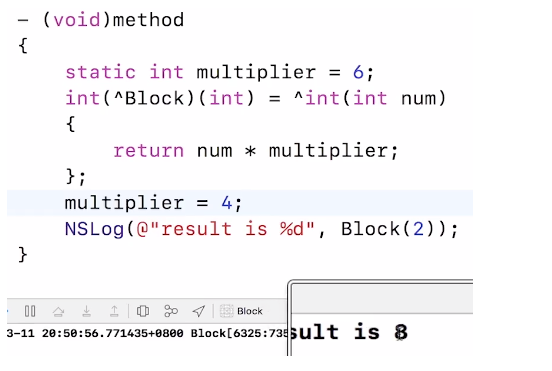 - (void)method
{
static int multiplier = 6;
int(^Block)(int) = ^int(int num)
{
return num * multiplier;
};
multiplier = 4;
NSLog(@"result is %d", Block(2));
}
Block
3-11 20:50:56.771435+0800 Block[6325:735
sult is 8